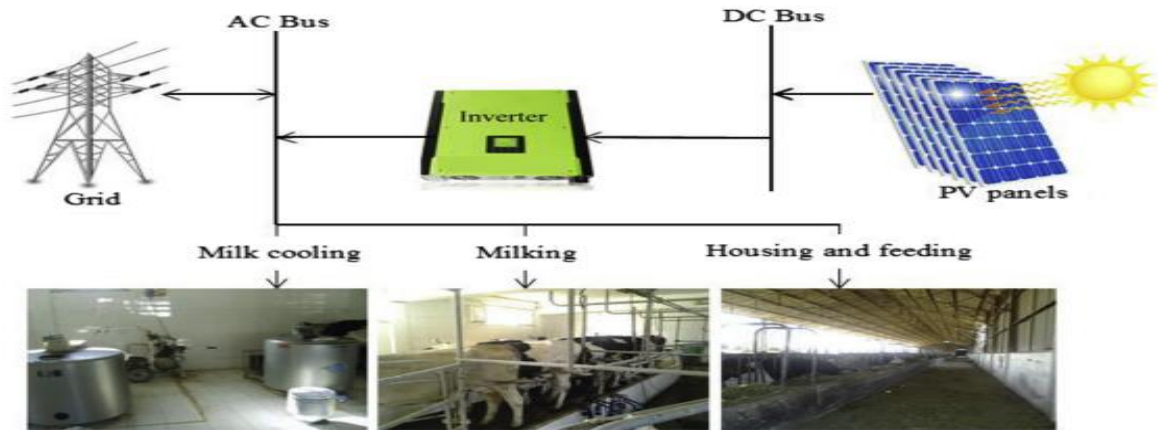 AC Bus
DC Bus
Inverter
Grid
PV panels
Milk cooling
Milking
Housing and feeding